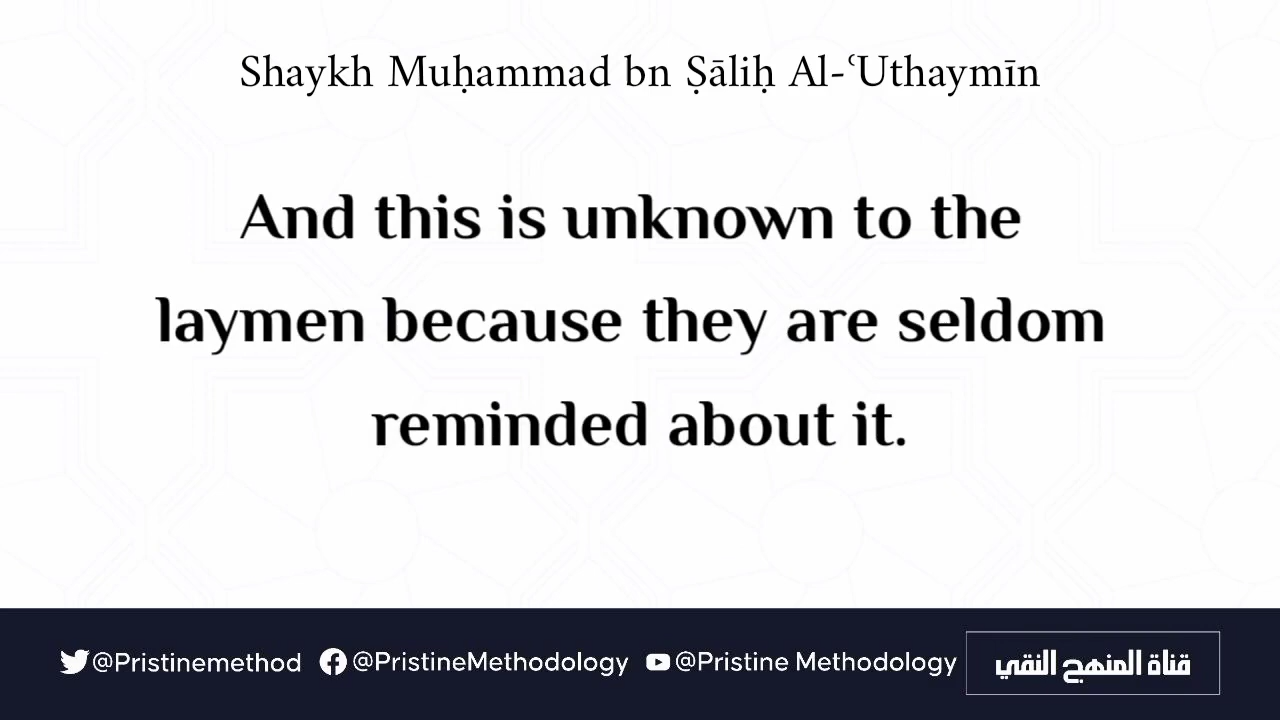 Shaykh Muḥammad bn Ṣāliḥ Al-ʿUthaymīn
And this is unknown to the
laymen because they are seldom
reminded about it.
@Pristinemethod @PristineMethodology @Pristine Methodology قناة المنهج النقي